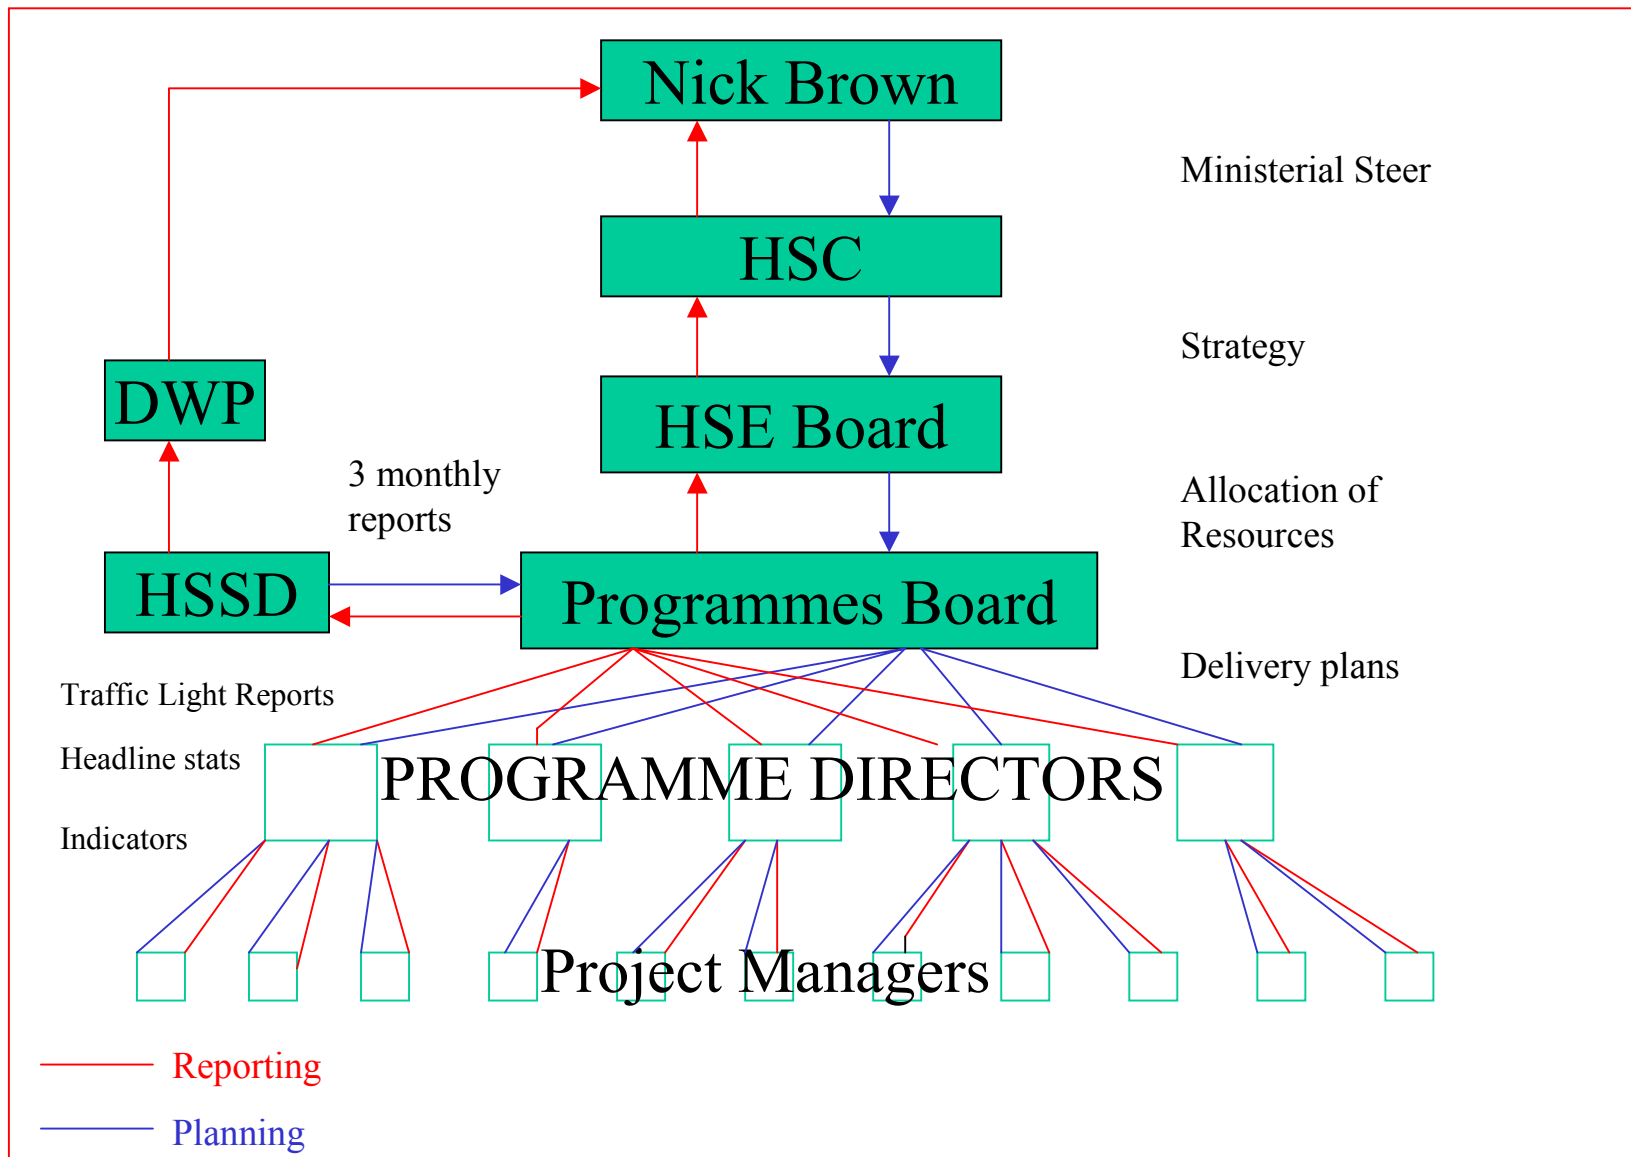 Nick Brown
Ministerial Steer
HSC
Strategy
DWP
HSE Board
3 monthly
reports
Allocation of
Resources
HSSD
Programmes Board
Delivery plans
Traffic Light Reports
Headline stats
PROGRAMME DIRECTORS
Indicators
Project Managers
Reporting
Planning